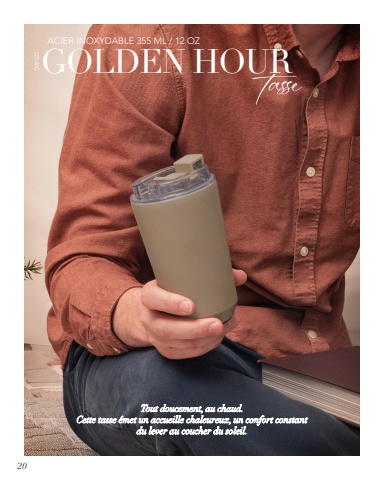 ACIER INOXYDABLE 355 ML / 12 OZ
GOLDEN HOUR
Tasse
Tout doucement, au chaud.
Cette tasse émet un accueille chaleureux, un confort constant
du lever au coucher du soleil.
20